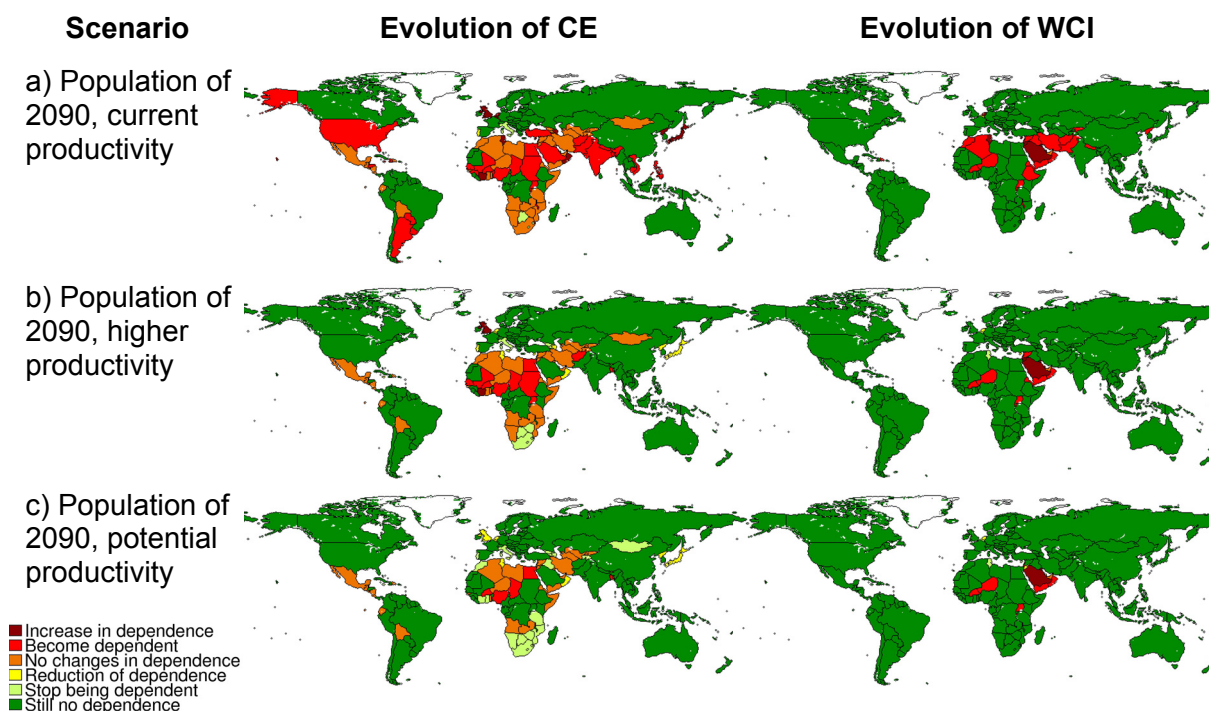 Scenario
Evolution of CE
Evolution of WCI
a) Population of
2090, current
productivity
b) Population of
2090, higher
productivity
c) Population of
2090, potential
productivity
Increase in dependence
Become dependent
No changes in dependence
Reduction of dependence
Stop being dependent
Still no dependence